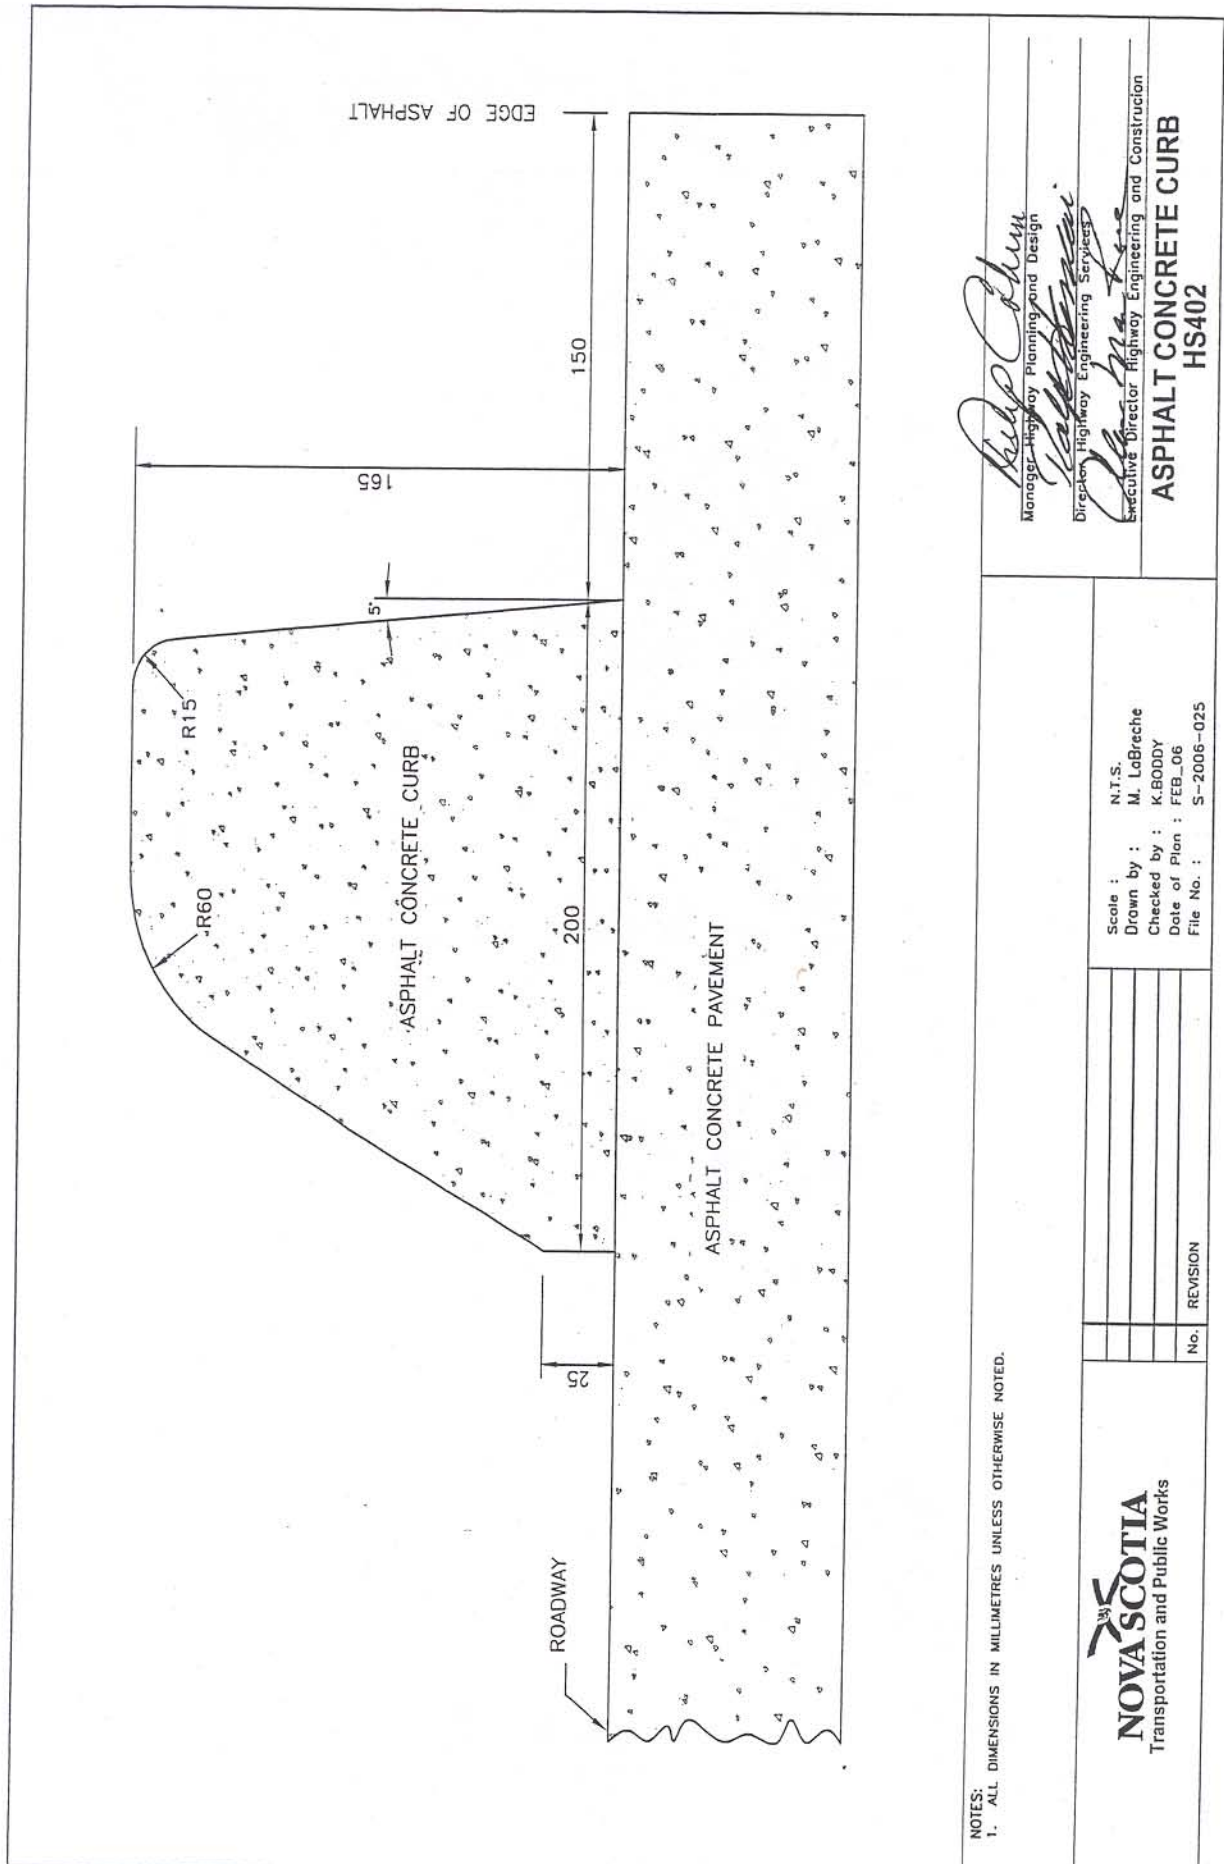 EDGE OF ASPHALT
165
150
5°
R15
R60
ASPHALT CONCRETE CURB
200
25
ROADWAY
ASPHALT CONCRETE PAVEMENT
NOTES:
1. ALL DIMENSIONS IN MILLIMETRES UNLESS OTHERWISE NOTED.
NOVA SCOTIA
Transportation and Public Works
No. REVISION
Scale : N.T.S.
Drawn by : M. LaBreche
Checked by : K.BODDY
Date of Plan : FEB_06
File No. : S-2006-025
Manager Highway Planning and Design
Director Highway Engineering Services
Executive Director Highway Engineering and Construcion
ASPHALT CONCRETE CURB
HS402